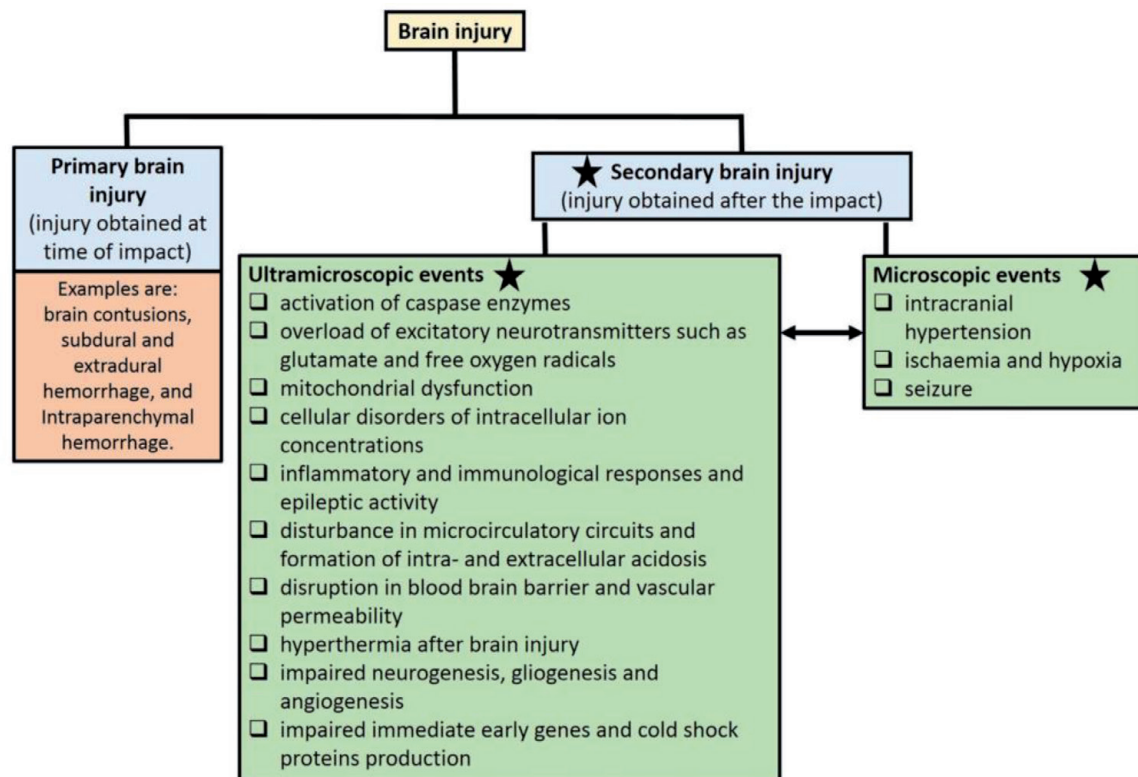 Brain injury
Primary brain
injury
(injury obtained at
time of impact)
Examples are:
brain contusions,
subdural and
extradural
hemorrhage, and
Intraparenchymal
hemorrhage.
Secondary brain injury
(injury obtained after the impact)
Ultramicroscopic events
activation of caspase enzymes
overload of excitatory neurotransmitters such as
glutamate and free oxygen radicals
mitochondrial dysfunction
cellular disorders of intracellular ion
concentrations
inflammatory and immunological responses and
epileptic activity
disturbance in microcirculatory circuits and
formation of intra- and extracellular acidosis
disruption in blood brain barrier and vascular
permeability
hyperthermia after brain injury
impaired neurogenesis, gliogenesis and
angiogenesis
impaired immediate early genes and cold shock
proteins production
Microscopic events
intracranial
hypertension
ischaemia and hypoxia
seizure